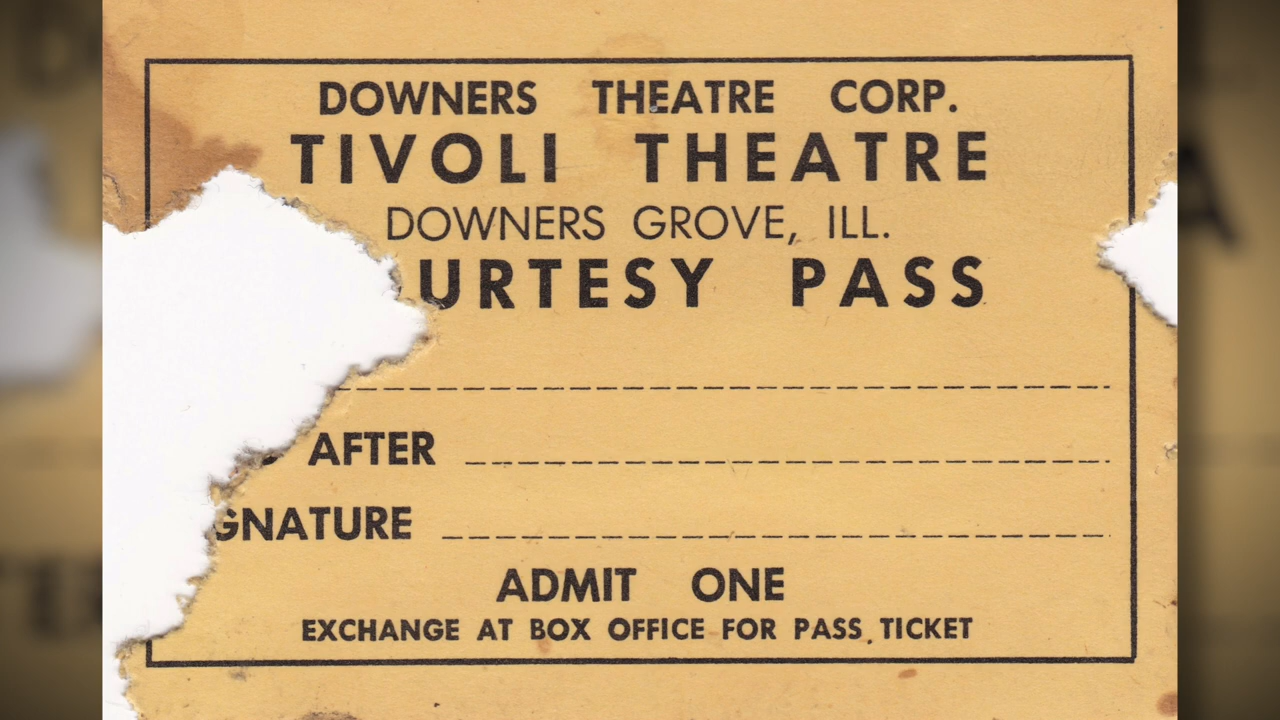 DOWNERS THEATRE CORP.
TIVOLI THEATRE
DOWNERS GROVE, ILL.
URTESY PASS
AFTER
GNATURE
ADMIT ONE
EXCHANGE AT BOX OFFICE FOR PASS TICKET